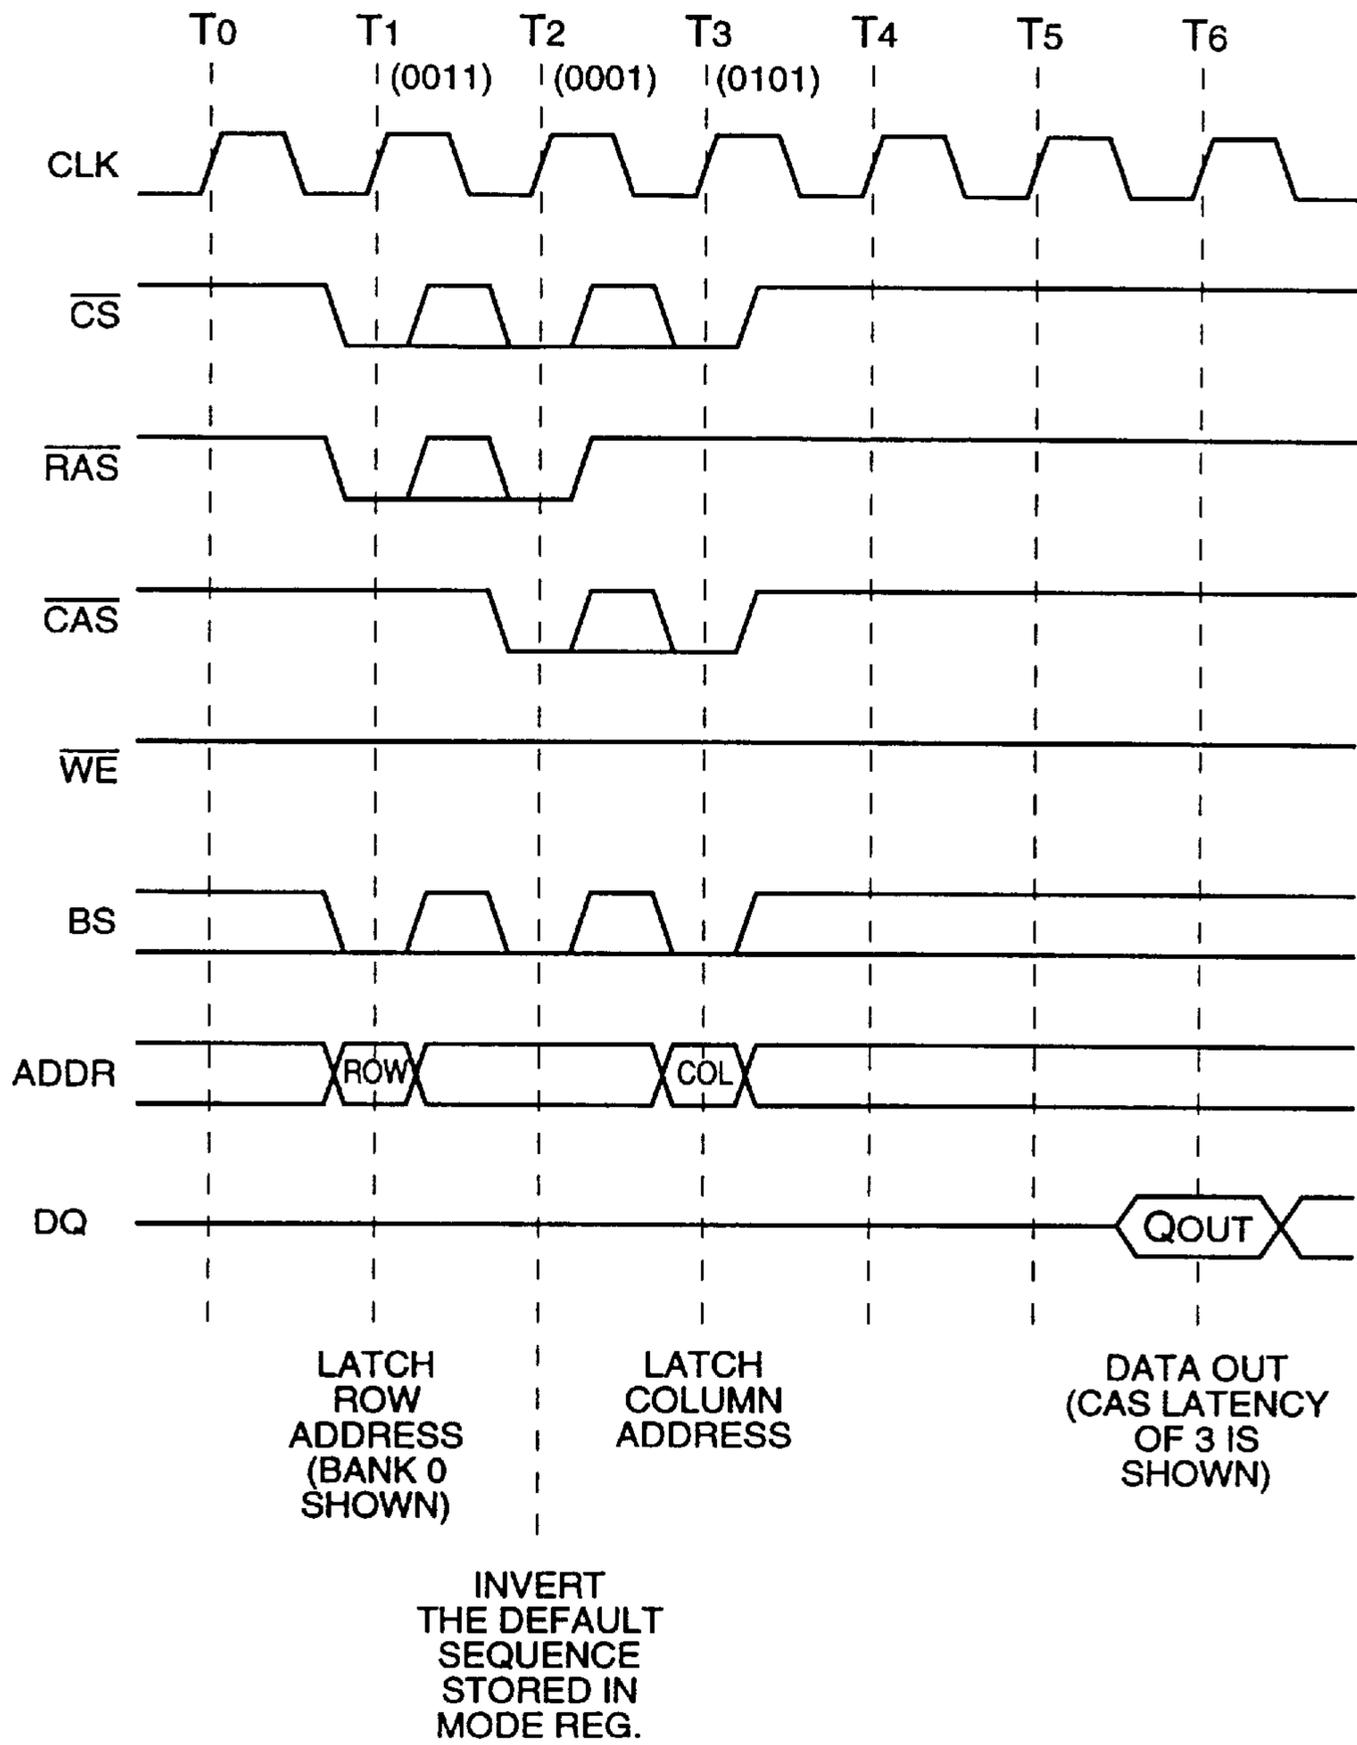 T0 T1 T2 T3 T4 T5 T6
(0011) (0001) (0101)
CLK
CS
RAS
CAS
WE
BS
ADDR ROW COL
DQ QOUT
LATCH
ROW
ADDRESS
(BANK 0
SHOWN)
LATCH
COLUMN
ADDRESS
DATA OUT
(CAS LATENCY
OF 3 IS
SHOWN)
INVERT
THE DEFAULT
SEQUENCE
STORED IN
MODE REG.